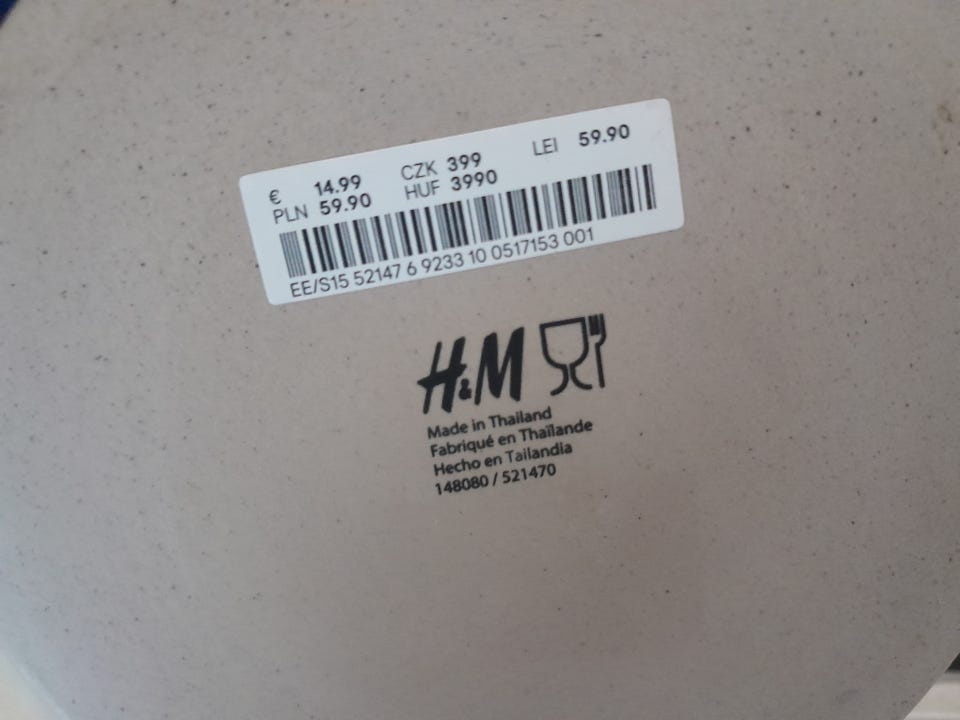 € 14.99 CZK 399 LEI 59.90
PLN 59.90 HUF 3990
EE/S15 52147 6 9233 10 0517153 001
H&M
Made in Thailand
Fabriqué en Thaïlande
Hecho en Tailandia
148080 / 521470